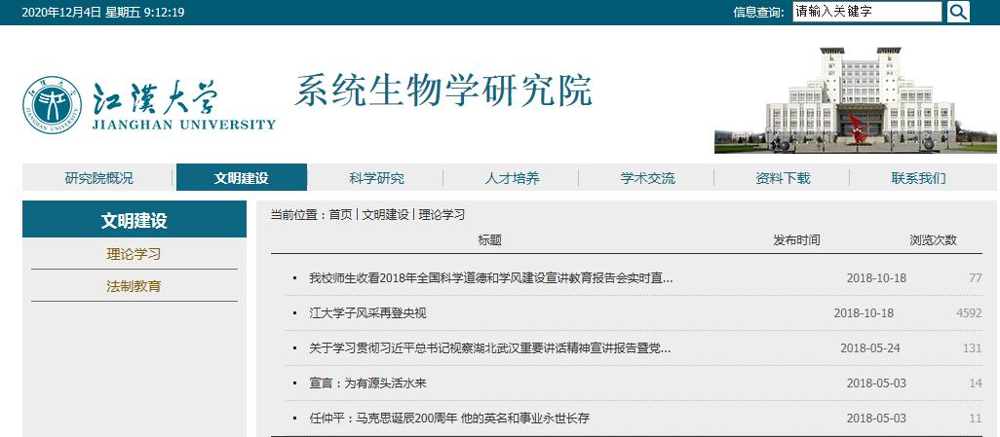 2020年12月4日 星期五 9:12:19
信息查询: 请输入关键字
江汉大学
JIANGHAN UNIVERSITY
系统生物学研究院
研究院概况 文明建设 科学研究 人才培养 学术交流 资料下载 联系我们
文明建设
理论学习
法制教育
当前位置：首页 | 文明建设 | 理论学习
标题 发布时间 浏览次数
我校师生收看2018年全国科学道德和学风建设宣讲教育报告会实时直... 2018-10-18 77
江大学子风采再登央视 2018-10-18 4592
关于学习贯彻习近平总书记视察湖北武汉重要讲话精神宣讲报告暨党... 2018-05-24 131
宣言：为有源头活水来 2018-05-03 14
任仲平：马克思诞辰200周年 他的英名和事业永世长存 2018-05-03 11